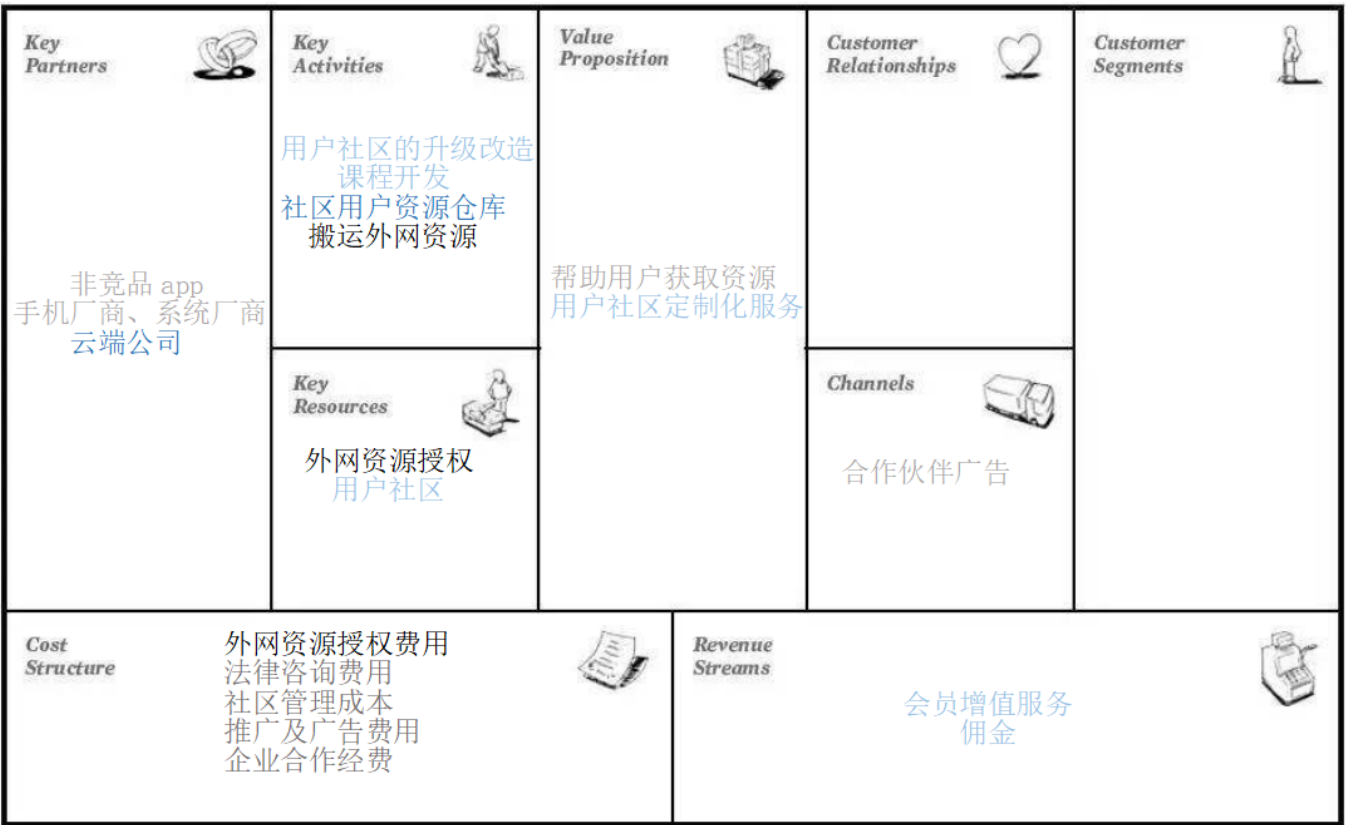 Key
Partners
非竞品 app
手机厂商、系统厂商
云端公司
Key
Activities
用户社区的升级改造
课程开发
社区用户资源仓库
搬运外网资源
Key
Resources
外网资源授权
用户社区
Value
Proposition
帮助用户获取资源
用户社区定制化服务
Customer
Relationships
Channels
合作伙伴广告
Customer
Segments
Cost
Structure
外网资源授权费用
法律咨询费用
社区管理成本
推广及广告费用
企业合作经费
Revenue
Streams
会员增值服务
佣金